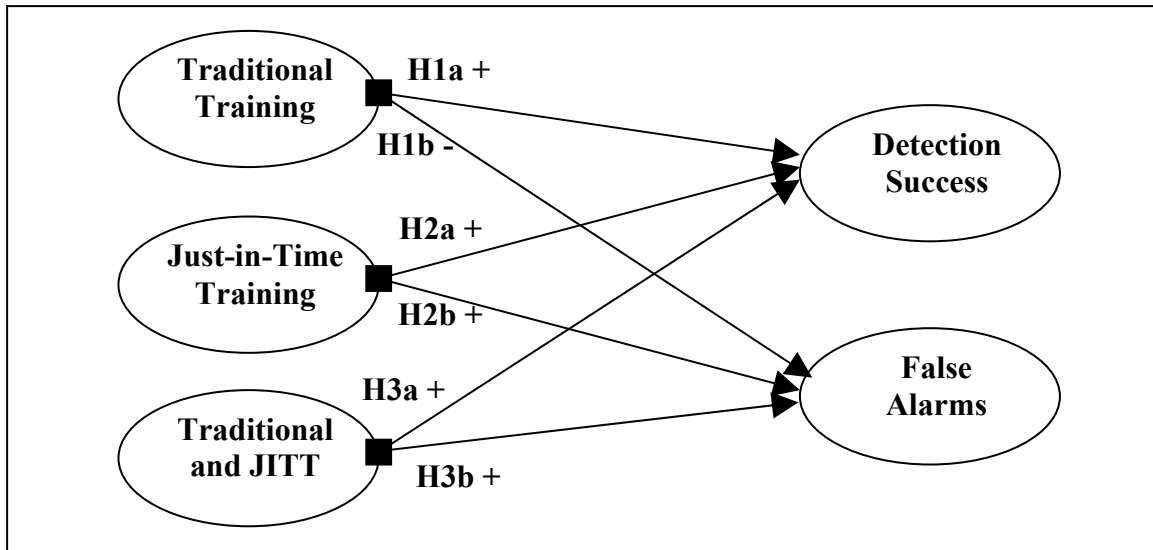 Traditional
Training
H1a +
H1b -
Detection
Success
Just-in-Time
Training
H2a +
H2b +
False
Alarms
Traditional
and JITT
H3a +
H3b +